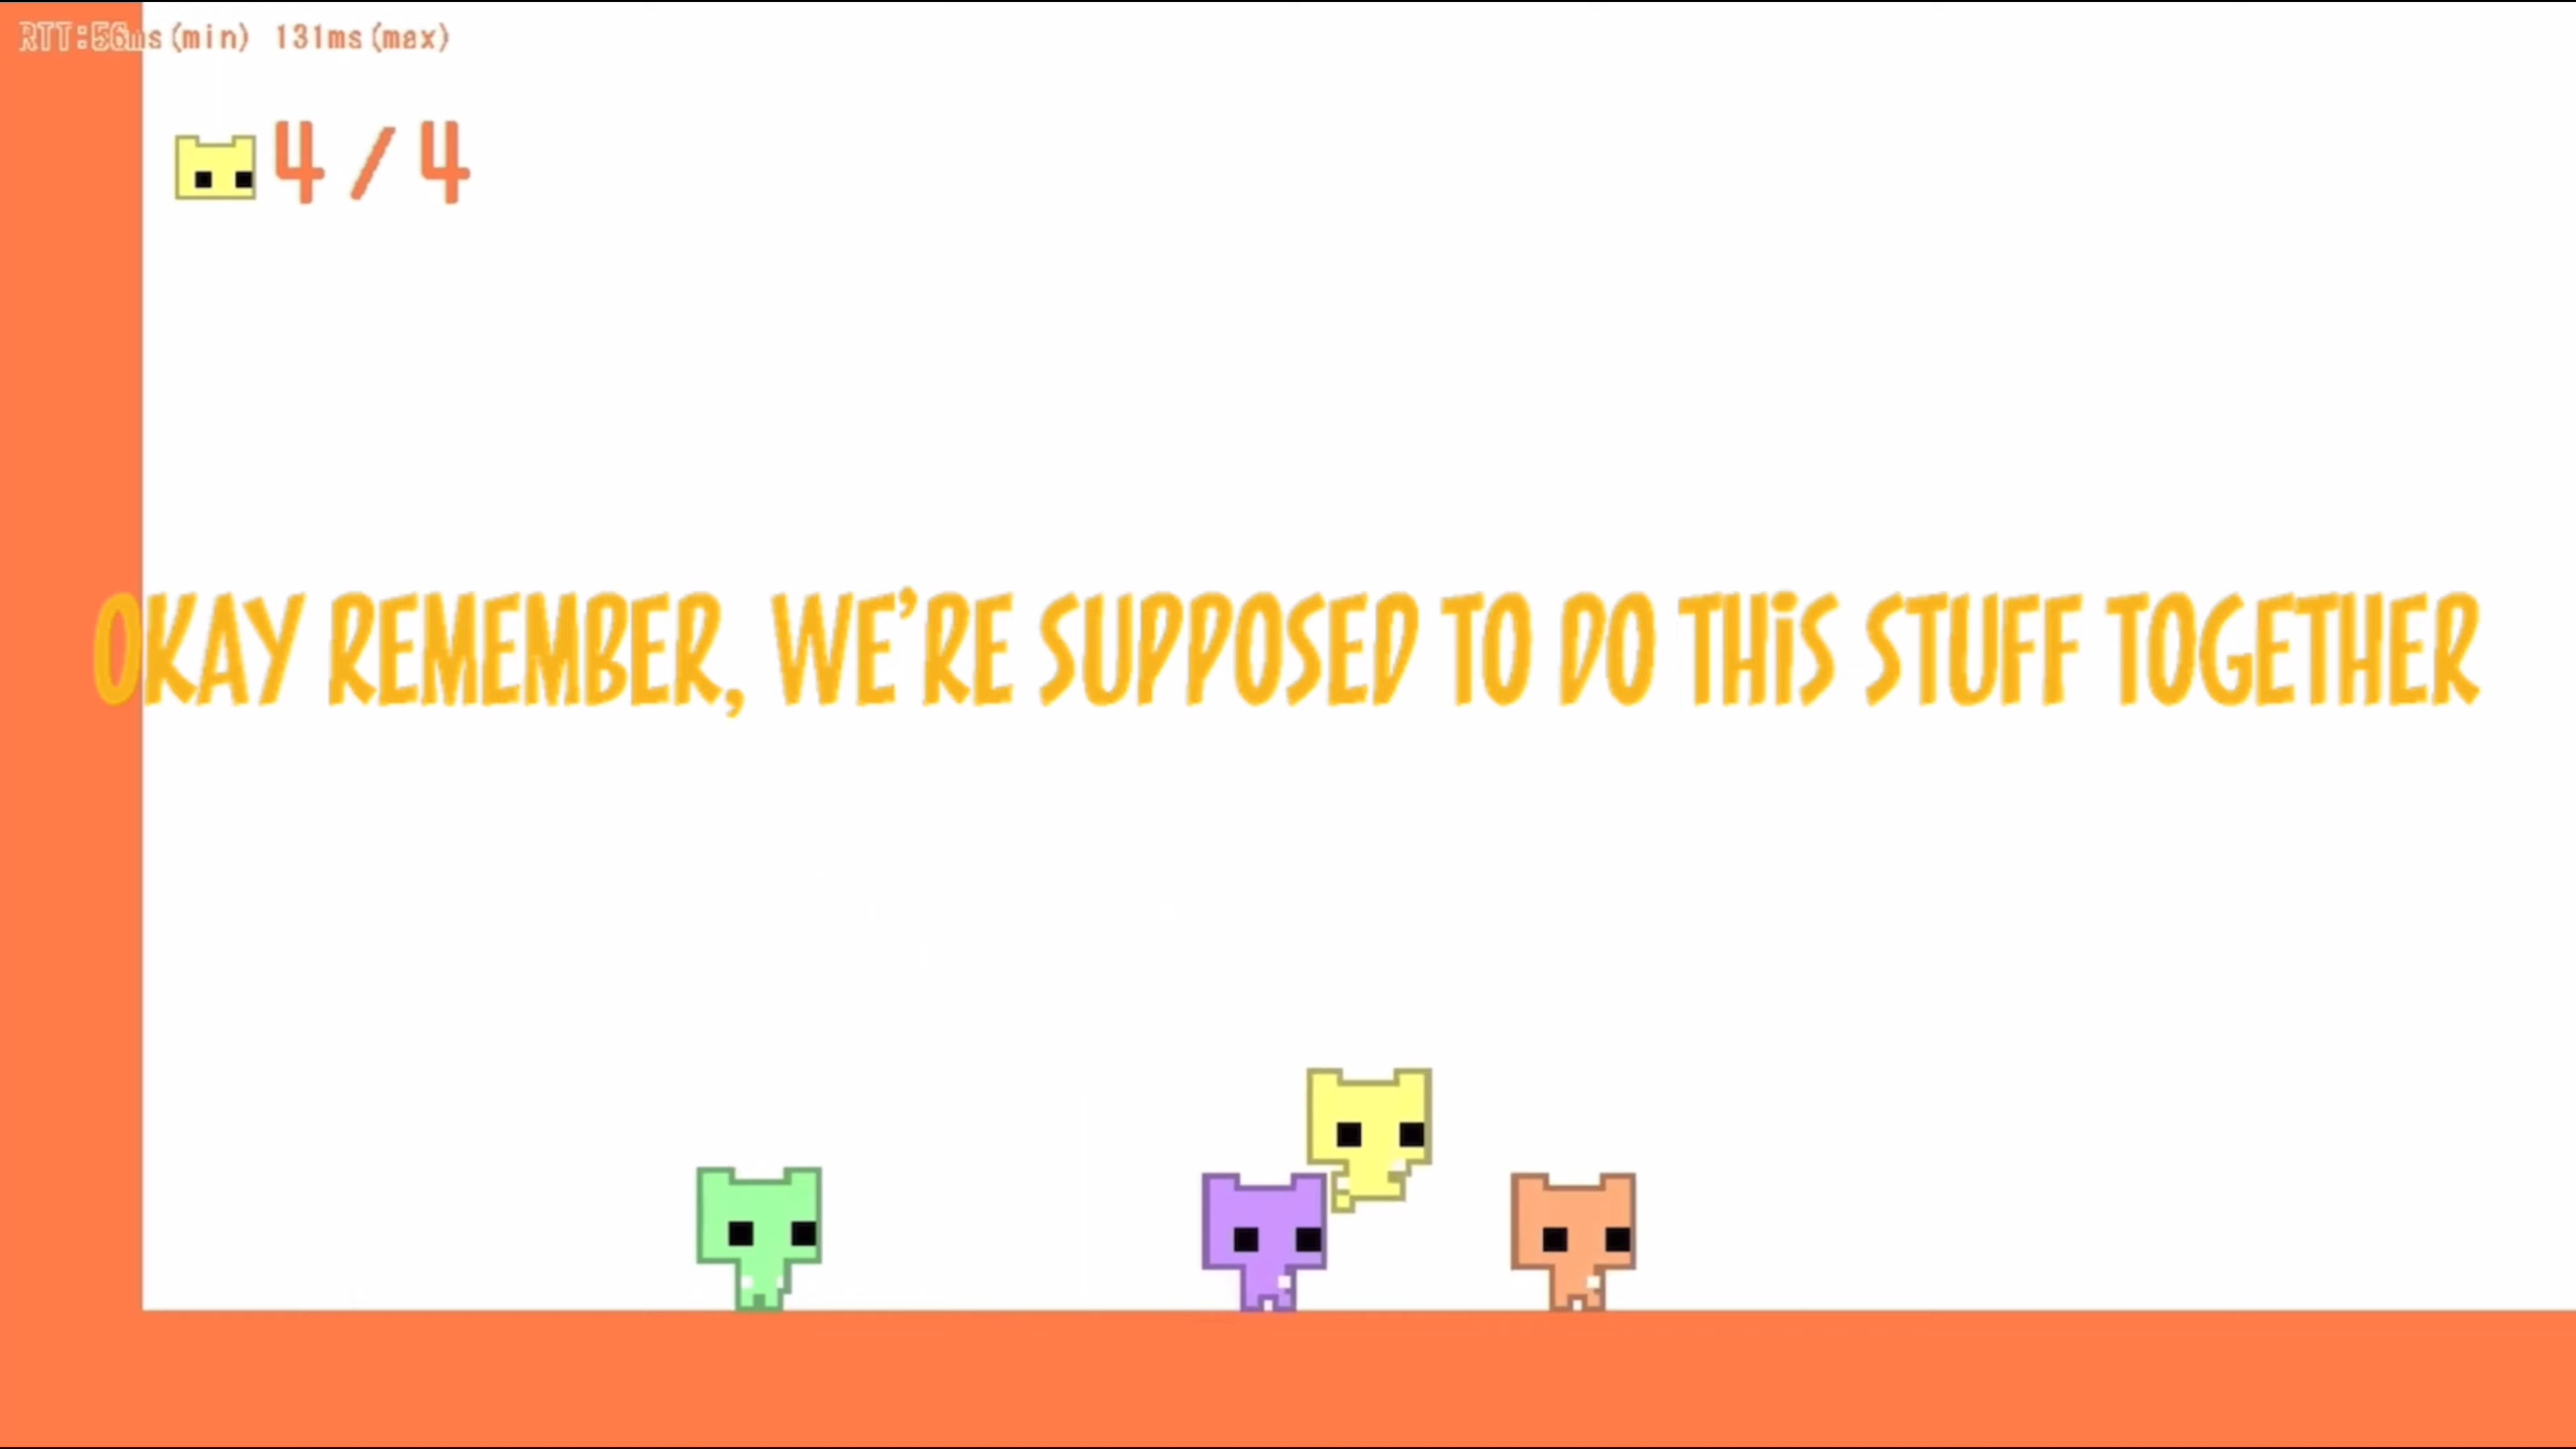 RTT:56ms(min) 131ms(max)
4/4
OKAY REMEMBER, WE'RE SUPPOSED TO DO THiS STUFF TOGETHER